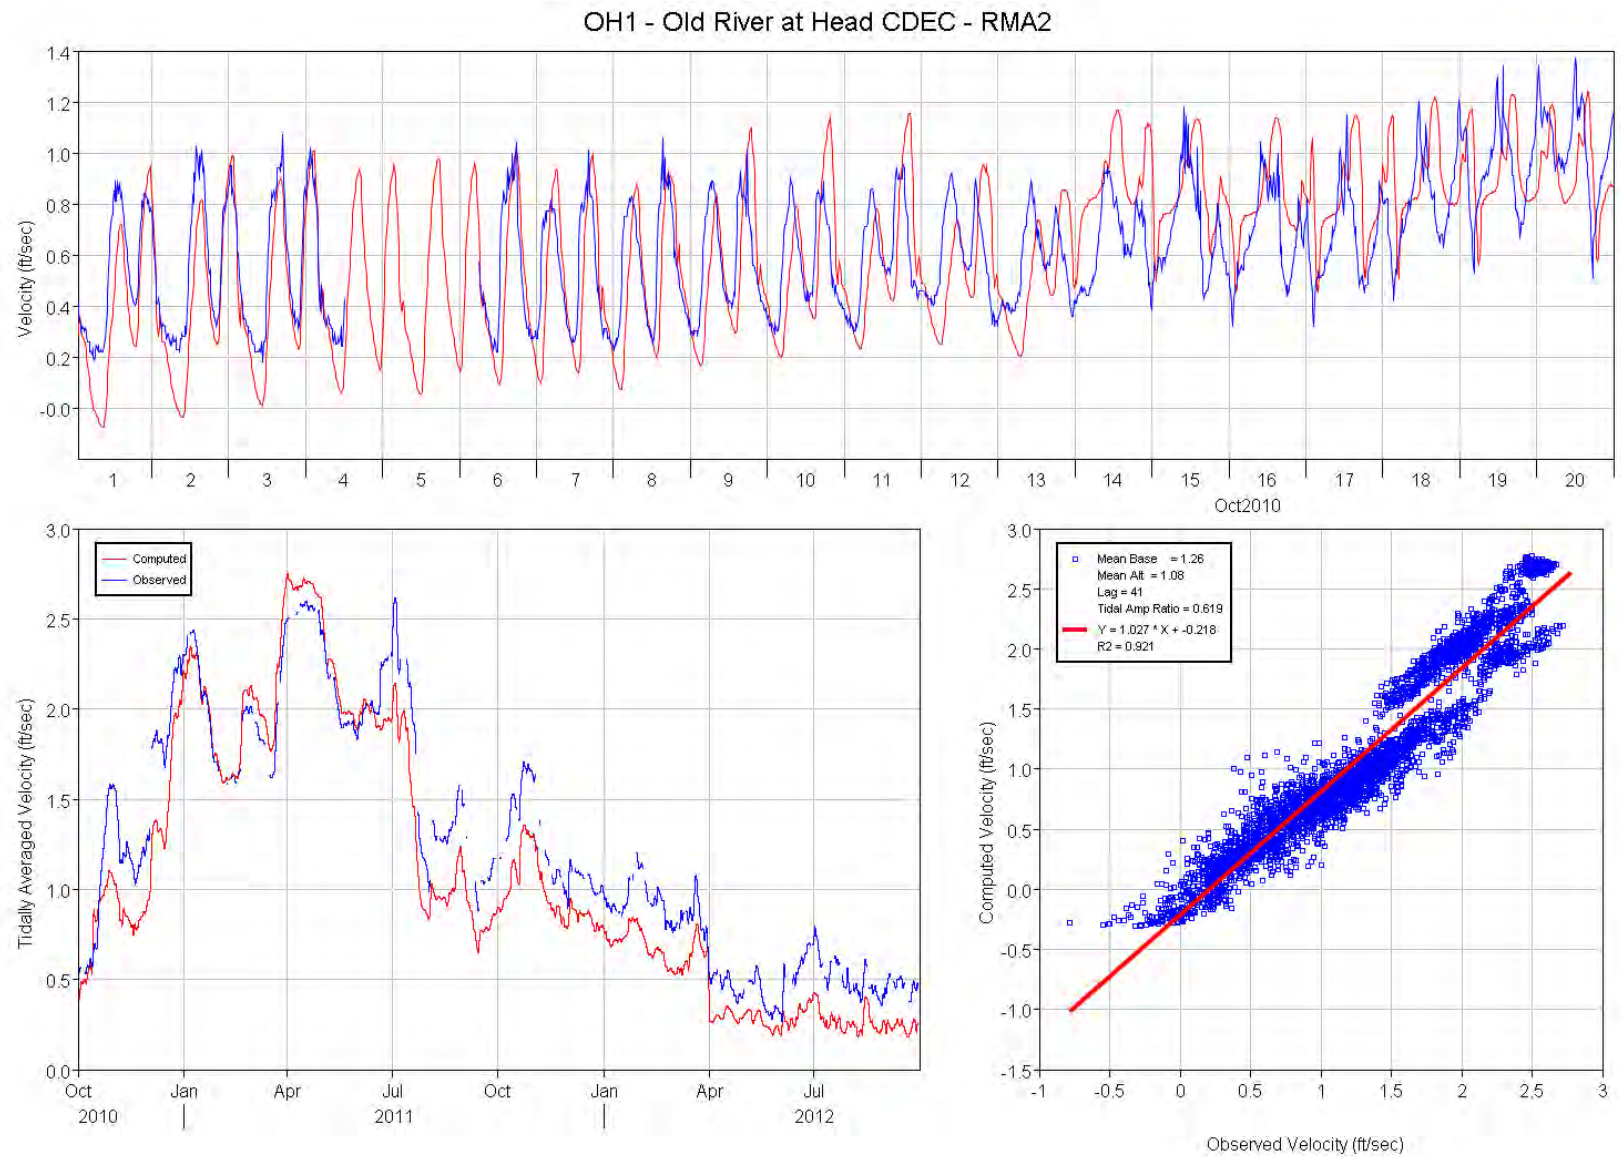 OH1 - Old River at Head CDEC - RMA2
Velocity (ft/sec)
1.4
1.2
1.0
0.8
0.6
0.4
0.2
-0.0
1 2 3 4 5 6 7 8 9 10 11 12 13 14 15 16 17 18 19 20
Oct2010
Tidally Averaged Velocity (ft/sec)
3.0
2.5
2.0
1.5
1.0
0.5
0.0
Computed
Observed
Oct Jan Apr Jul Oct Jan Apr Jul
2010 2011 2012
Computed Velocity (ft/sec)
3.0
2.5
2.0
1.5
1.0
0.5
0.0
-0.5
-1.0
-1.5
Mean Base = 1.26
Mean Alt = 1.08
Lag = 41
Tidal Amp Ratio = 0.619
Y = 1.027 * X + -0.218
R2 = 0.921
-1 -0.5 0 0.5 1 1.5 2 2.5 3
Observed Velocity (ft/sec)